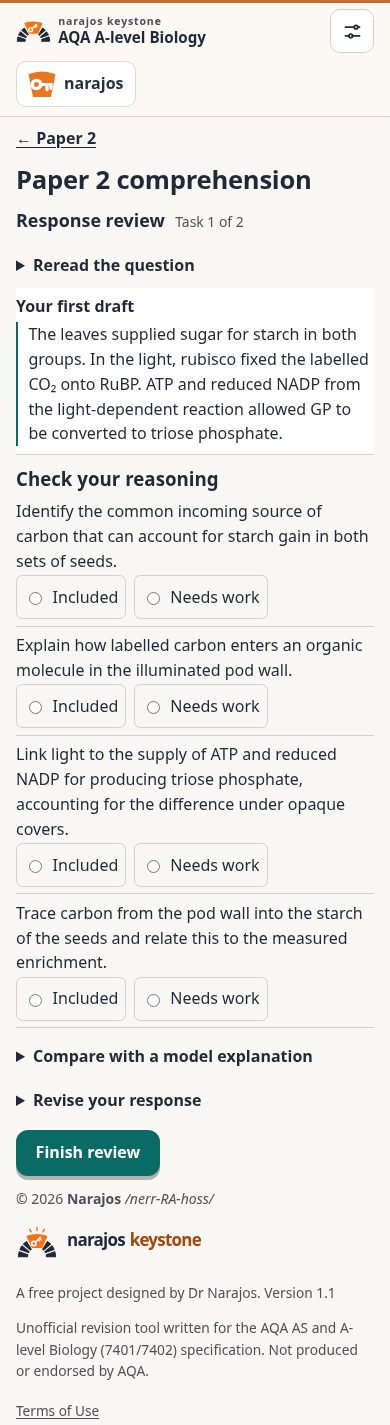 narajos keystone
AQA A-level Biology
narajos
← Paper 2
Paper 2 comprehension
Response review Task 1 of 2
Reread the question
Your first draft
The leaves supplied sugar for starch in both
groups. In the light, rubisco fixed the labelled
CO₂ onto RuBP. ATP and reduced NADP from
the light-dependent reaction allowed GP to
be converted to triose phosphate.
Check your reasoning
Identify the common incoming source of
carbon that can account for starch gain in both
sets of seeds.
Included Needs work
Explain how labelled carbon enters an organic
molecule in the illuminated pod wall.
Included Needs work
Link light to the supply of ATP and reduced
NADP for producing triose phosphate,
accounting for the difference under opaque
covers.
Included Needs work
Trace carbon from the pod wall into the starch
of the seeds and relate this to the measured
enrichment.
Included Needs work
Compare with a model explanation
Revise your response
Finish review
© 2026 Narajos /nerr-RA-hoss/
narajos keystone
A free project designed by Dr Narajos. Version 1.1
Unofficial revision tool written for the AQA AS and A-
level Biology (7401/7402) specification. Not produced
or endorsed by AQA.
Terms of Use